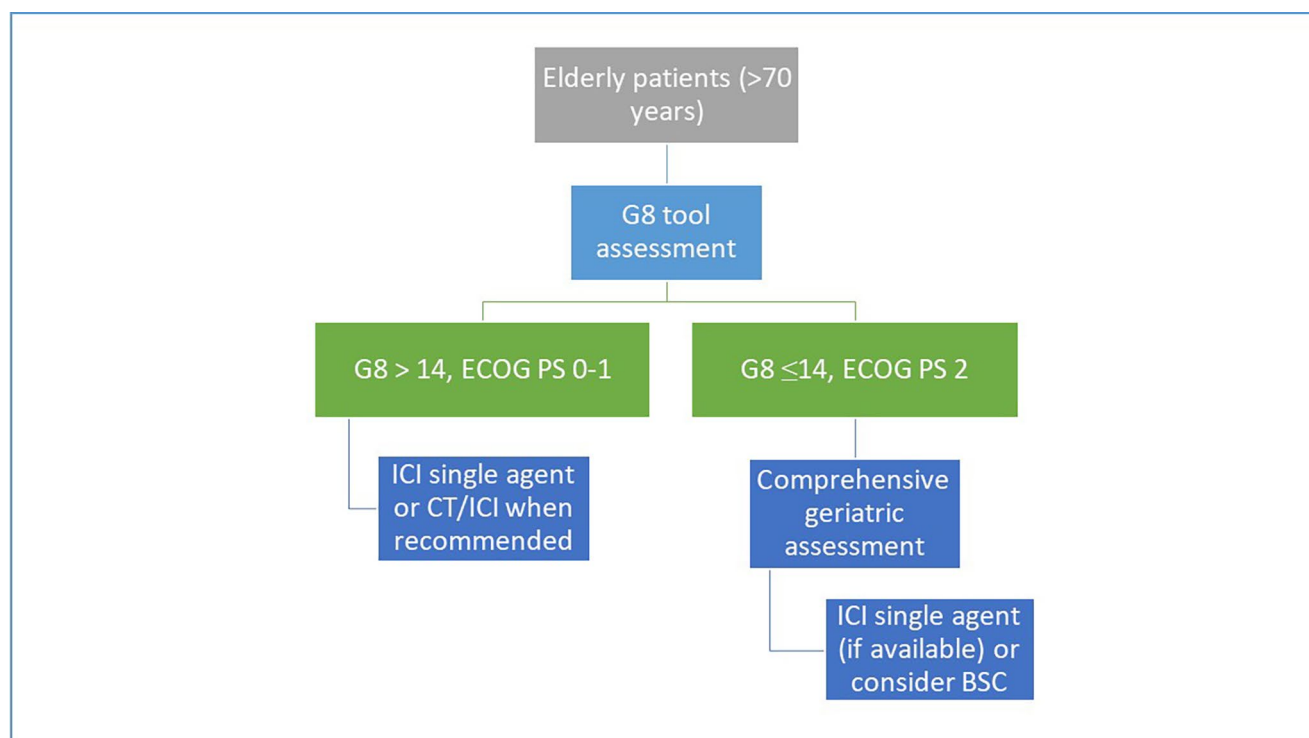 Elderly patients (>70
years)
G8 tool
assessment
G8 > 14, ECOG PS 0-1
G8 ≤14, ECOG PS 2
ICI single agent
or CT/ICI when
recommended
Comprehensive
geriatric
assessment
ICI single agent
(if available) or
consider BSC